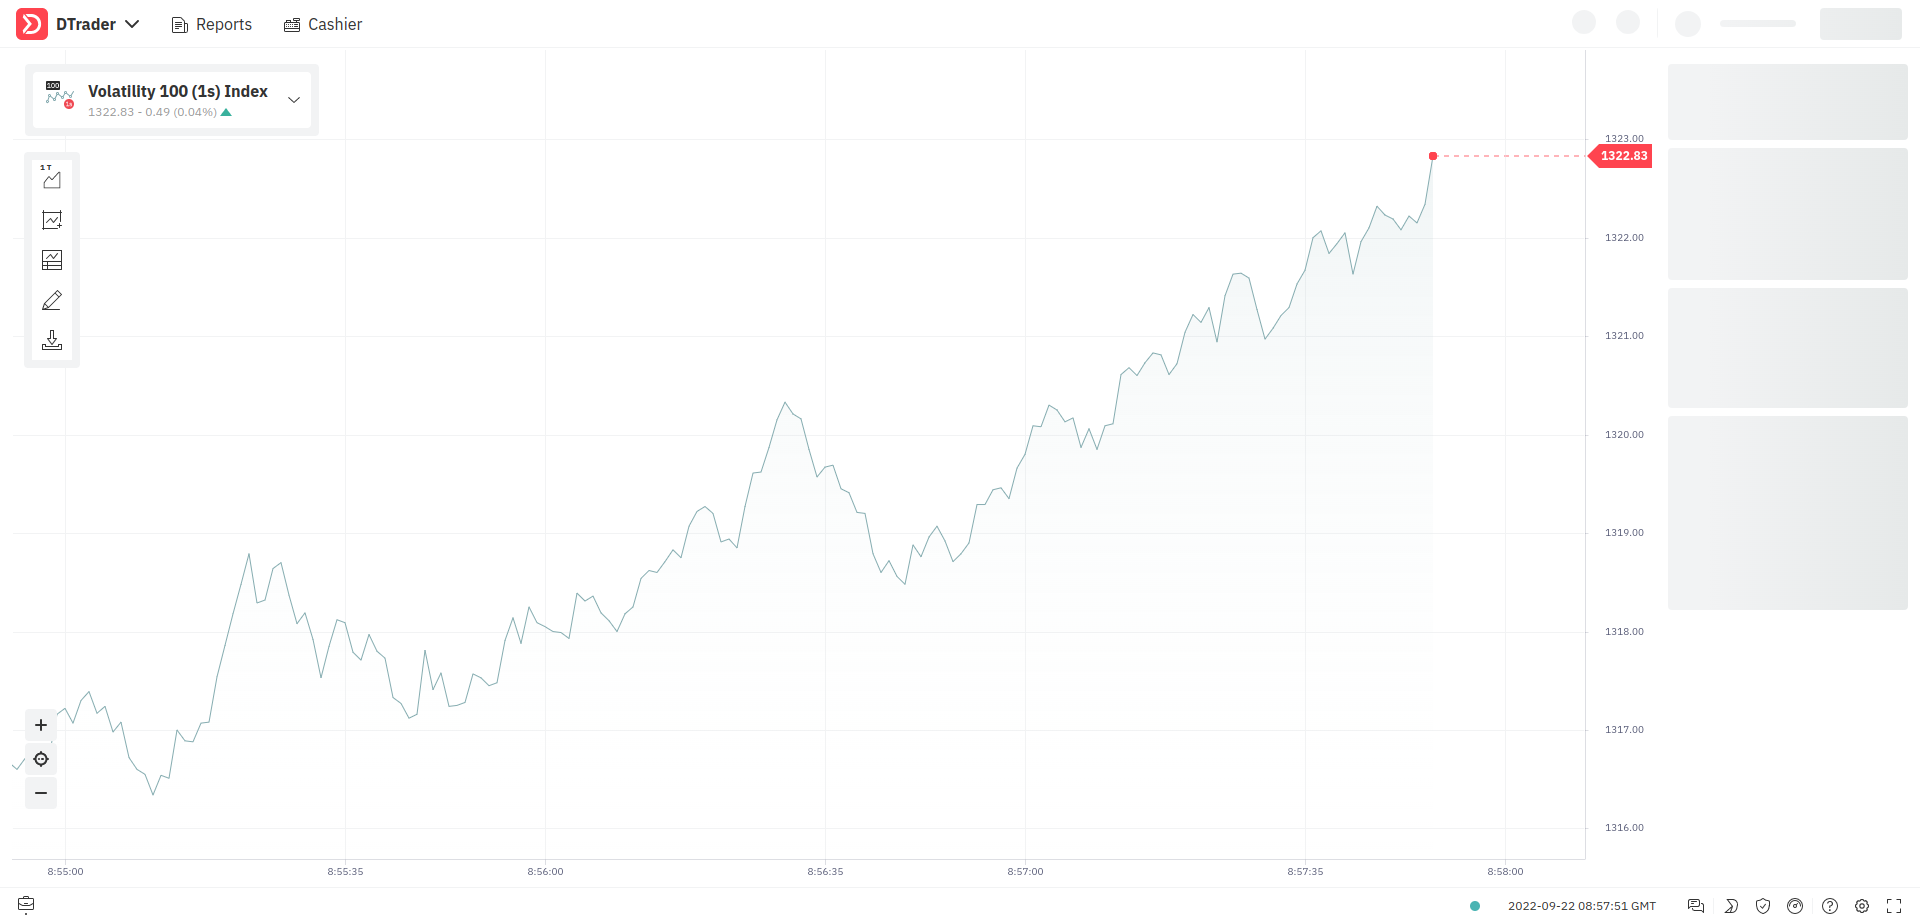 DTrader
Reports
Cashier
100
Volatility 100 (1s) Index
1s
1322.83 - 0.49 (0.04%)
1 T
1323.00
1322.83
1322.00
1321.00
1320.00
1319.00
1318.00
1317.00
1316.00
8:55:00
8:55:35
8:56:00
8:56:35
8:57:00
8:57:35
8:58:00
2022-09-22 08:57:51 GMT